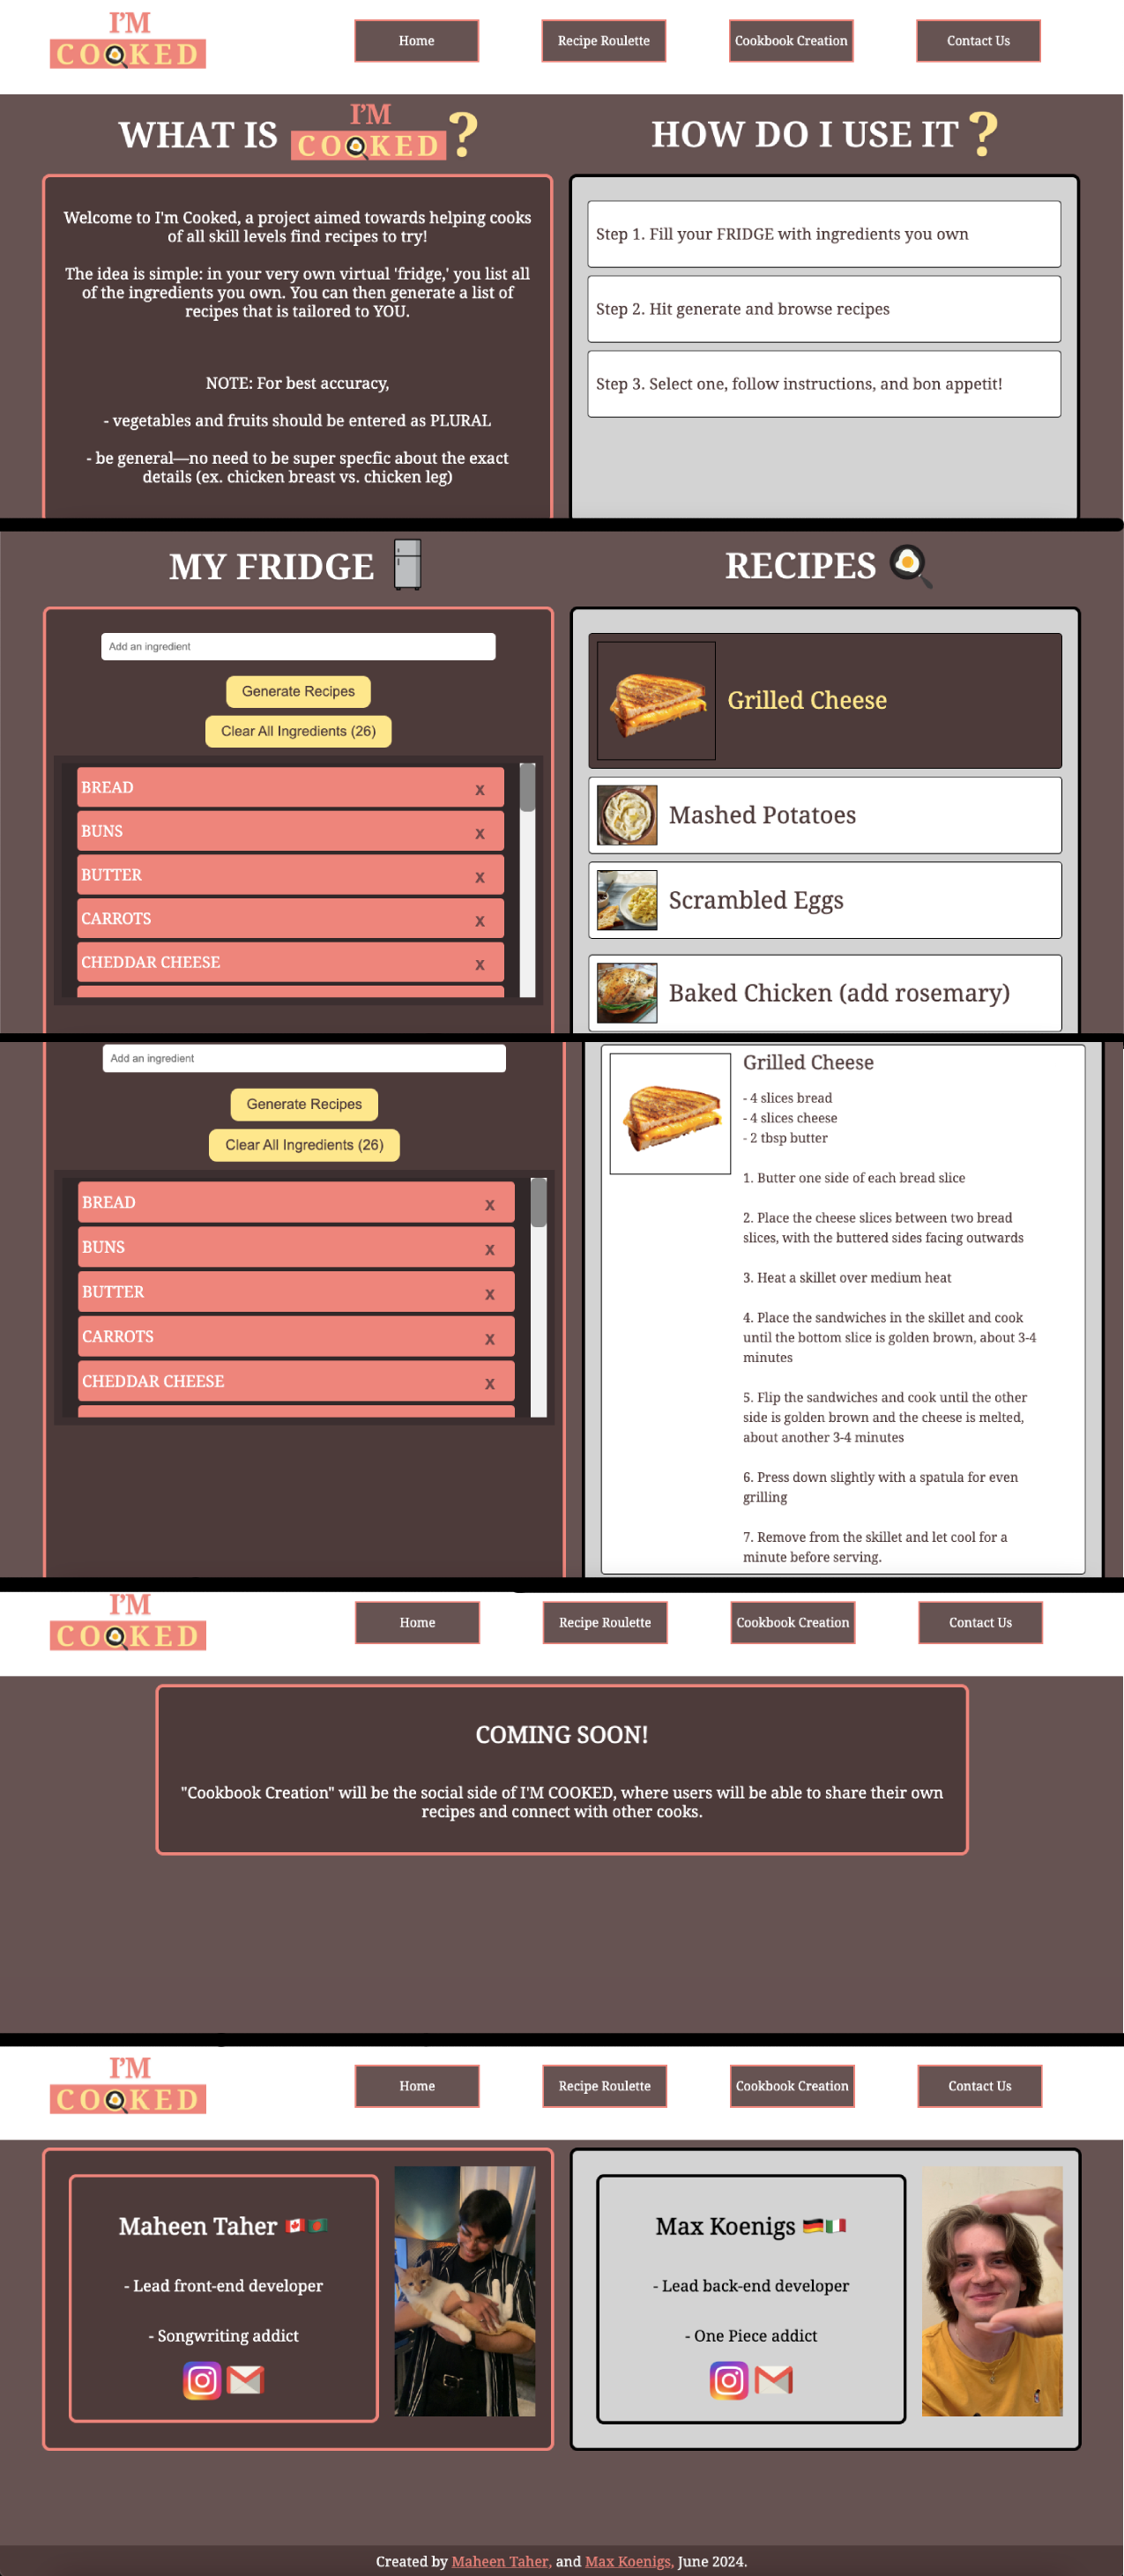 I'M
COOKED
Home
Recipe Roulette
Cookbook Creation
Contact Us
WHAT IS I'M COOKED?
HOW DO I USE IT?
Welcome to I'm Cooked, a project aimed towards helping cooks
of all skill levels find recipes to try!
The idea is simple: in your very own virtual 'fridge,' you list all
of the ingredients you own. You can then generate a list of
recipes that is tailored to YOU.
NOTE: For best accuracy,
- vegetables and fruits should be entered as PLURAL
- be general—no need to be super specfic about the exact
details (ex. chicken breast vs. chicken leg)
Step 1. Fill your FRIDGE with ingredients you own
Step 2. Hit generate and browse recipes
Step 3. Select one, follow instructions, and bon appetit!
MY FRIDGE
RECIPES
Add an ingredient
Generate Recipes
Clear All Ingredients (26)
BREAD x
BUNS x
BUTTER x
CARROTS x
CHEDDAR CHEESE x
Grilled Cheese
Mashed Potatoes
Scrambled Eggs
Baked Chicken (add rosemary)
Add an ingredient
Generate Recipes
Clear All Ingredients (26)
BREAD x
BUNS x
BUTTER x
CARROTS x
CHEDDAR CHEESE x
Grilled Cheese
- 4 slices bread
- 4 slices cheese
- 2 tbsp butter
1. Butter one side of each bread slice
2. Place the cheese slices between two bread
slices, with the buttered sides facing outwards
3. Heat a skillet over medium heat
4. Place the sandwiches in the skillet and cook
until the bottom slice is golden brown, about 3-4
minutes
5. Flip the sandwiches and cook until the other
side is golden brown and the cheese is melted,
about another 3-4 minutes
6. Press down slightly with a spatula for even
grilling
7. Remove from the skillet and let cool for a
minute before serving.
I'M
COOKED
Home
Recipe Roulette
Cookbook Creation
Contact Us
COMING SOON!
"Cookbook Creation" will be the social side of I'M COOKED, where users will be able to share their own
recipes and connect with other cooks.
I'M
COOKED
Home
Recipe Roulette
Cookbook Creation
Contact Us
Maheen Taher
- Lead front-end developer
- Songwriting addict
Max Koenigs
- Lead back-end developer
- One Piece addict
Created by Maheen Taher, and Max Koenigs, June 2024.